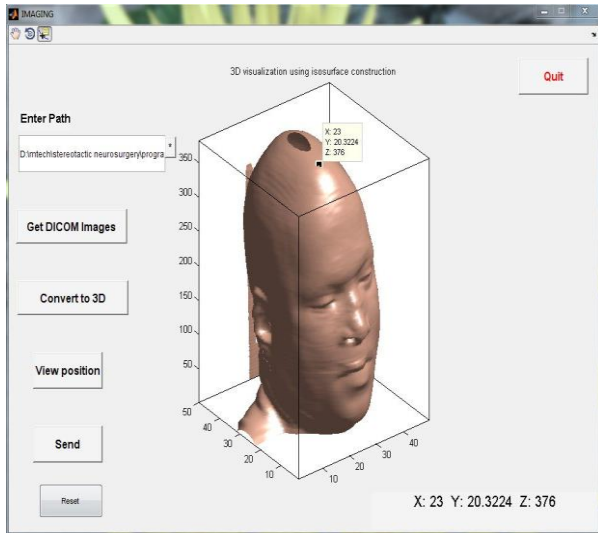 IMAGING
3D visualization using isosurface construction
Quit
Enter Path
D:\mtech\stereotactic neurosurgery\progra
*
X: 23
Y: 20.3224
Z: 376
350
300
250
200
150
100
50
50
40
30
20
10
10
20
30
40
Get DICOM Images
Convert to 3D
View position
Send
Reset
X: 23 Y: 20.3224 Z: 376